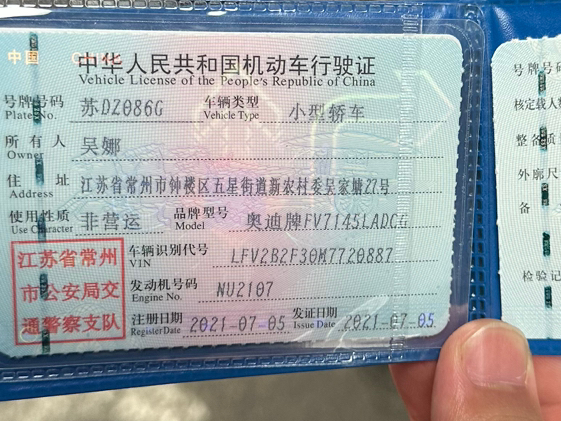 中国 CHINA
中华人民共和国机动车行驶证
Vehicle License of the People's Republic of China
号牌号码 苏DZ086G 车辆类型 小型轿车
Plate No. Vehicle Type
所有人 吴娜
Owner
住址 江苏省常州市钟楼区五星街道新农村委吴家塘27号
Address
使用性质 非营运 品牌型号 奥迪牌FV7145LADCG
Use Character Model
江苏省常州
市公安局交
通警察支队
车辆识别代号 LFV2B2F30M7720887
VIN
发动机号码 NU2107
Engine No.
注册日期 2021-07-05 发证日期 2021-07-05
Register Date Issue Date
号牌号
核定载人
整备质
外廓尺
备
检验记